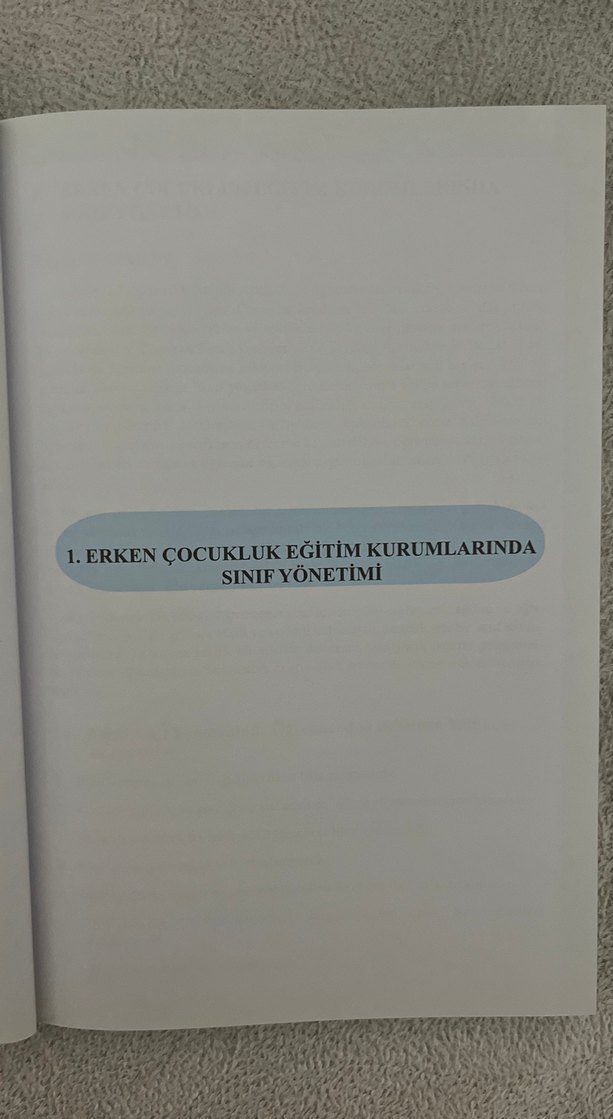 1. ERKEN ÇOCUKLUK EĞİTİM KURUMLARINDA
SINIF YÖNETİMİ